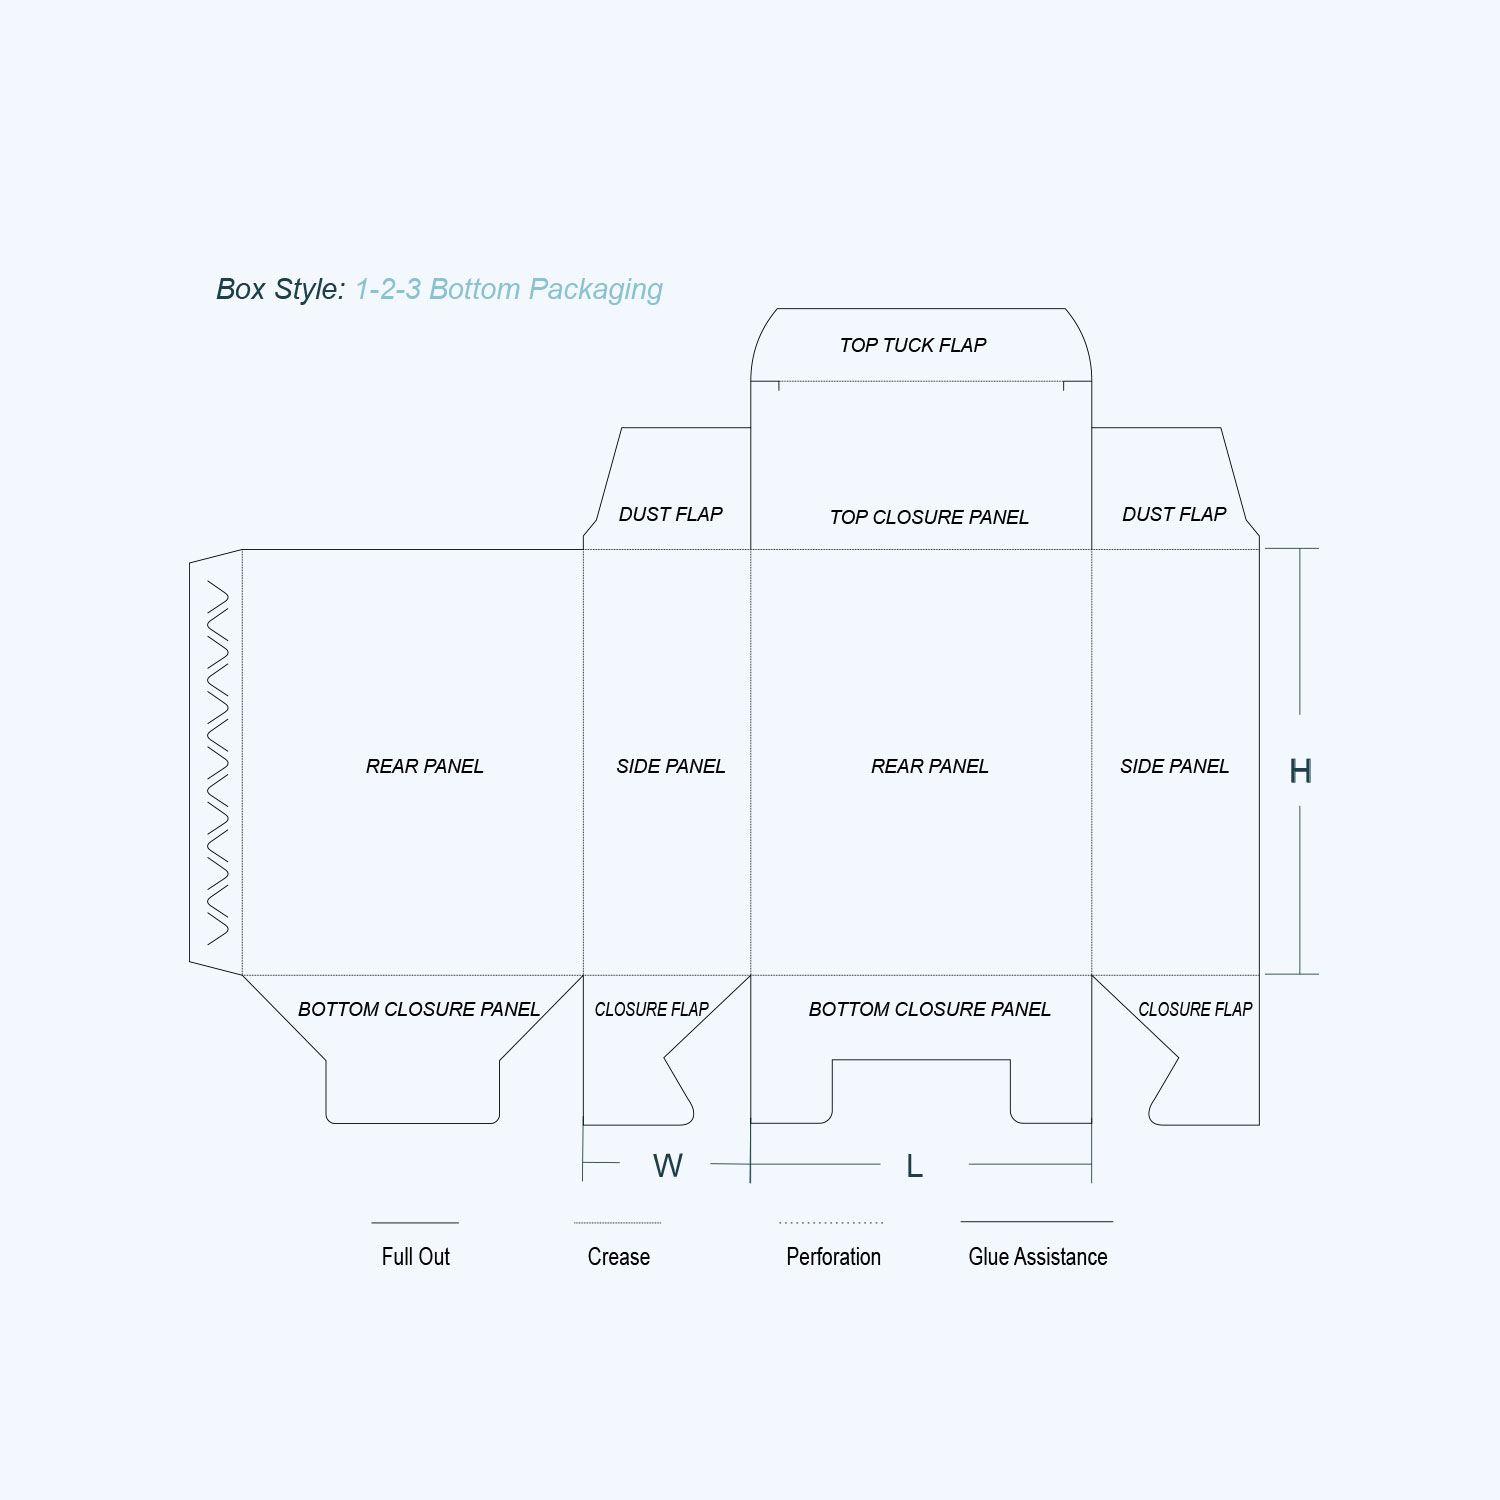 Box Style: 1-2-3 Bottom Packaging
TOP TUCK FLAP
DUST FLAP
TOP CLOSURE PANEL
DUST FLAP
REAR PANEL
SIDE PANEL
REAR PANEL
SIDE PANEL
H
BOTTOM CLOSURE PANEL
CLOSURE FLAP
BOTTOM CLOSURE PANEL
CLOSURE FLAP
W
L
Full Out
Crease
Perforation
Glue Assistance